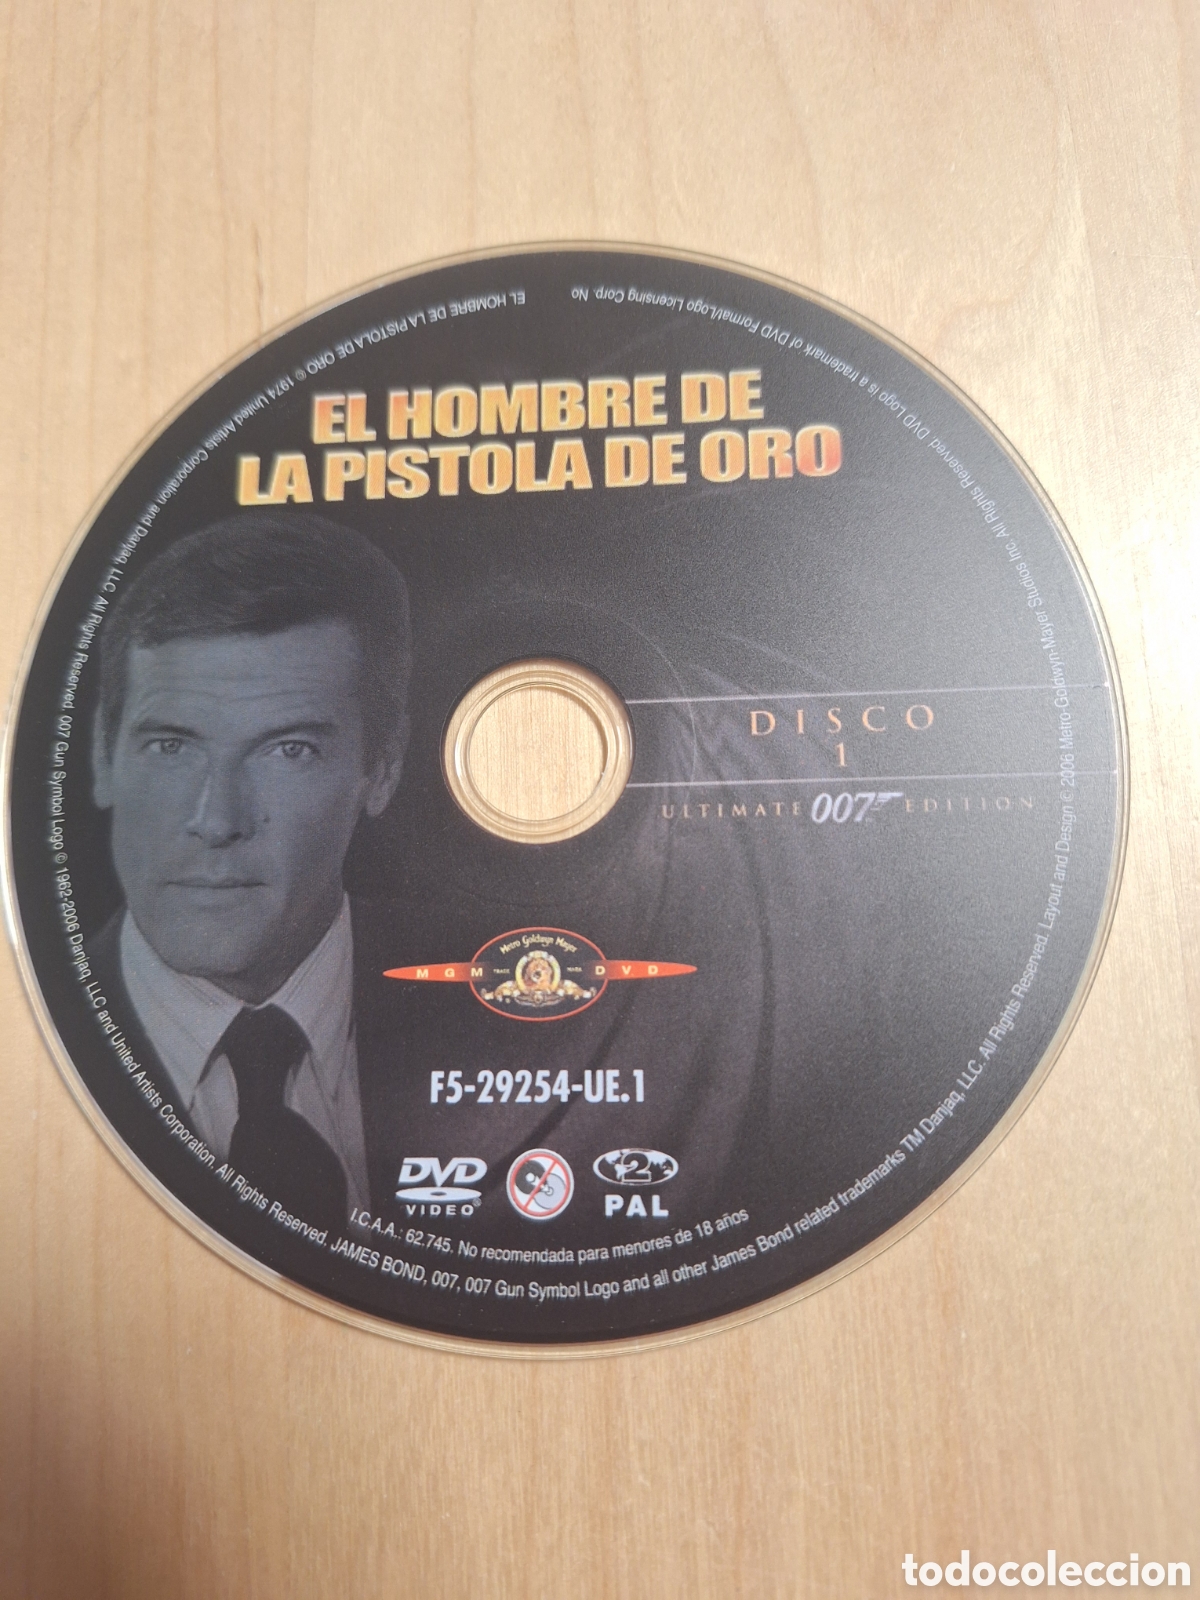 EL HOMBRE DE
LA PISTOLA DE ORO
DISCO
1
ULTIMATE 007 EDITION
Metro Goldwyn Mayer
MGM TRADE MARK DVD
F5-29254-UE.1
DVD
VIDEO
2
PAL
I.C.A.A.: 62.745. No recomendada para menores de 18 años
EL HOMBRE DE LA PISTOLA DE ORO © 1974 United Artists Corporation and Danjaq, LLC. All Rights Reserved. 007 Gun Symbol Logo © 1962-2006 Danjaq, LLC and United Artists Corporation. All Rights Reserved. JAMES BOND, 007, 007 Gun Symbol Logo and all other James Bond related trademarks TM Danjaq, LLC. All Rights Reserved. Layout and Design © 2006 Metro-Goldwyn-Mayer Studios Inc. All Rights Reserved. DVD Logo is a trademark of DVD Format/Logo Licensing Corp. No
todocoleccion